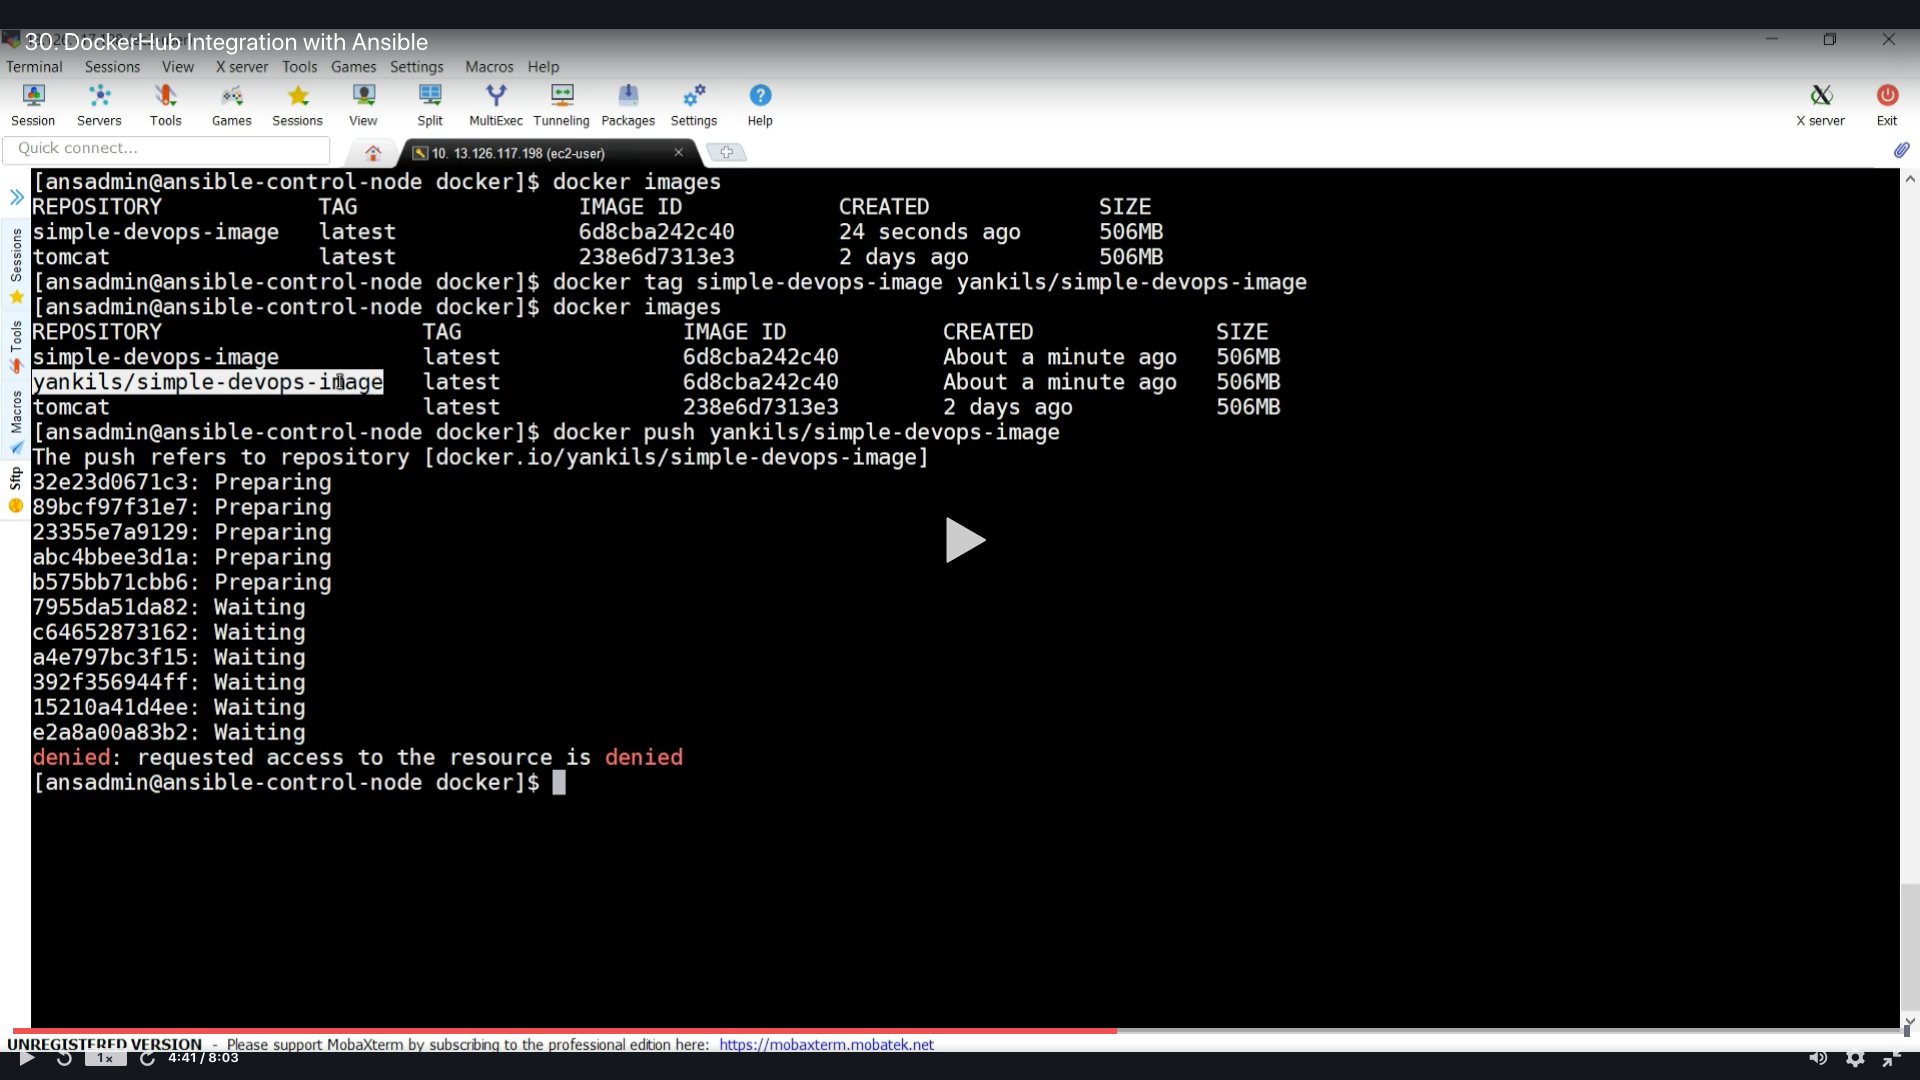 30. DockerHub Integration with Ansible
Terminal Sessions View X server Tools Games Settings Macros Help
Session Servers Tools Games Sessions View Split MultiExec Tunneling Packages Settings Help X server Exit
Quick connect...
10. 13.126.117.198 (ec2-user)
Sessions
Tools
Macros
Sftp
[ansadmin@ansible-control-node docker]$ docker images
REPOSITORY TAG IMAGE ID CREATED SIZE
simple-devops-image latest 6d8cba242c40 24 seconds ago 506MB
tomcat latest 238e6d7313e3 2 days ago 506MB
[ansadmin@ansible-control-node docker]$ docker tag simple-devops-image yankils/simple-devops-image
[ansadmin@ansible-control-node docker]$ docker images
REPOSITORY TAG IMAGE ID CREATED SIZE
simple-devops-image latest 6d8cba242c40 About a minute ago 506MB
yankils/simple-devops-image latest 6d8cba242c40 About a minute ago 506MB
tomcat latest 238e6d7313e3 2 days ago 506MB
[ansadmin@ansible-control-node docker]$ docker push yankils/simple-devops-image
The push refers to repository [docker.io/yankils/simple-devops-image]
32e23d0671c3: Preparing
89bcf97f31e7: Preparing
23355e7a9129: Preparing
abc4bbee3d1a: Preparing
b575bb71cbb6: Preparing
7955da51da82: Waiting
c64652873162: Waiting
a4e797bc3f15: Waiting
392f356944ff: Waiting
15210a41d4ee: Waiting
e2a8a00a83b2: Waiting
denied: requested access to the resource is denied
[ansadmin@ansible-control-node docker]$
UNREGISTERED VERSION - Please support MobaXterm by subscribing to the professional edition here: https://mobaxterm.mobatek.net
1x 4:41 / 8:03